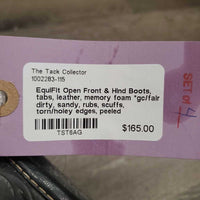 The Tack Collector
1002283-115
EquiFit Open Front & Hind Boots,
tabs, leather, memory foam *gc/fair
dirty, sandy, rubs, scuffs,
torn/holey edges, peeled
TST6AG
$165.00
SET of 4